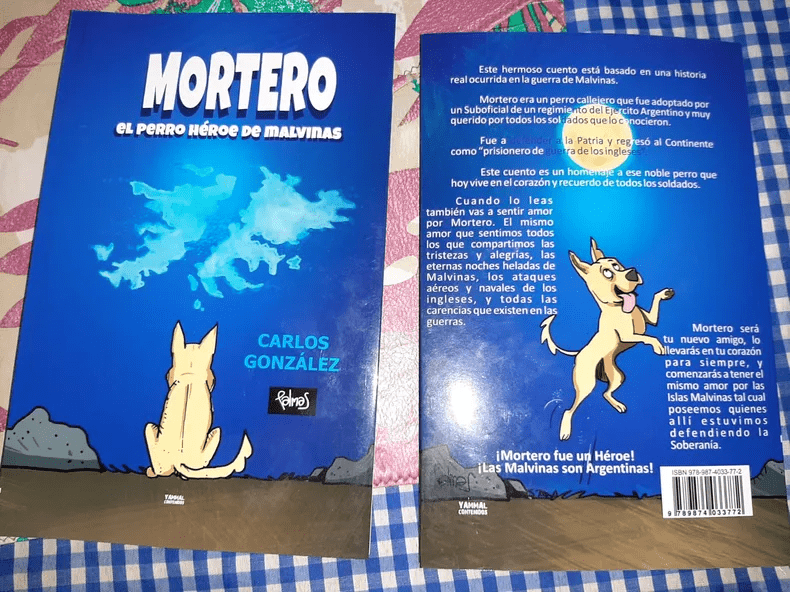 MORTERO
EL PERRO HÉROE DE MALVINAS
CARLOS
GONZÁLEZ
Palmas
YAMMAL
CONTENIDOS
Este hermoso cuento está basado en una historia
real ocurrida en la guerra de Malvinas.
Mortero era un perro callejero que fue adoptado por
un Suboficial de un regimiento del Ejército Argentino y muy
querido por todos los soldados que lo conocieron.
Fue a defender a la Patria y regresó al Continente
como "prisionero de guerra de los ingleses".
Este cuento es un homenaje a ese noble perro que
hoy vive en el corazón y recuerdo de todos los soldados.
Cuando lo leas
también vas a sentir amor
por Mortero. El mismo
amor que sentimos todos
los que compartimos las
tristezas y alegrías, las
eternas noches heladas de
Malvinas, los ataques
aéreos y navales de los
ingleses, y todas las
carencias que existen en las
guerras.
Mortero será
tu nuevo amigo, lo
llevarás en tu corazón
para siempre, y
comenzarás a tener el
mismo amor por las
Islas Malvinas tal cual
poseemos quienes
allí estuvimos
defendiendo la
Soberanía.
¡Mortero fue un Héroe!
¡Las Malvinas son Argentinas!
ISBN 978-987-4033-77-2
9 789874 033772
YAMMAL
CONTENIDOS